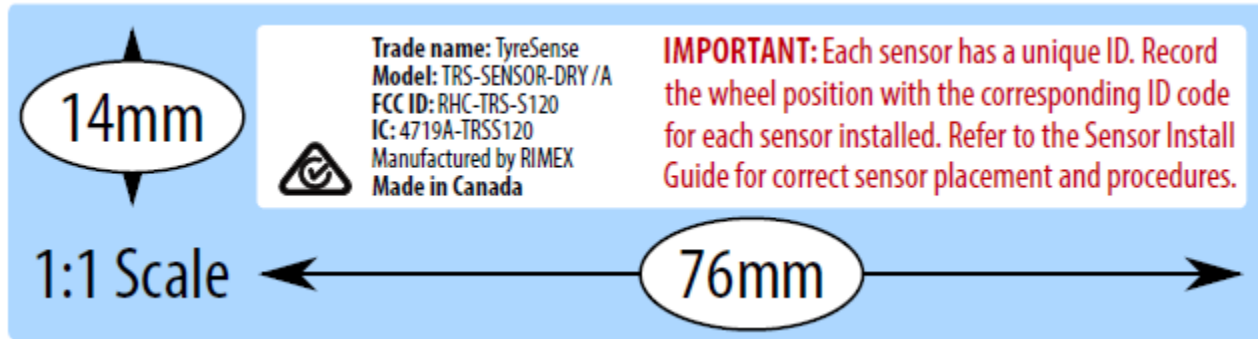 14mm
Trade name: TyreSense
Model: TRS-SENSOR-DRY /A
FCC ID: RHC-TRS-S120
IC: 4719A-TRSS120
Manufactured by RIMEX
Made in Canada
IMPORTANT: Each sensor has a unique ID. Record
the wheel position with the corresponding ID code
for each sensor installed. Refer to the Sensor Install
Guide for correct sensor placement and procedures.
1:1 Scale
76mm